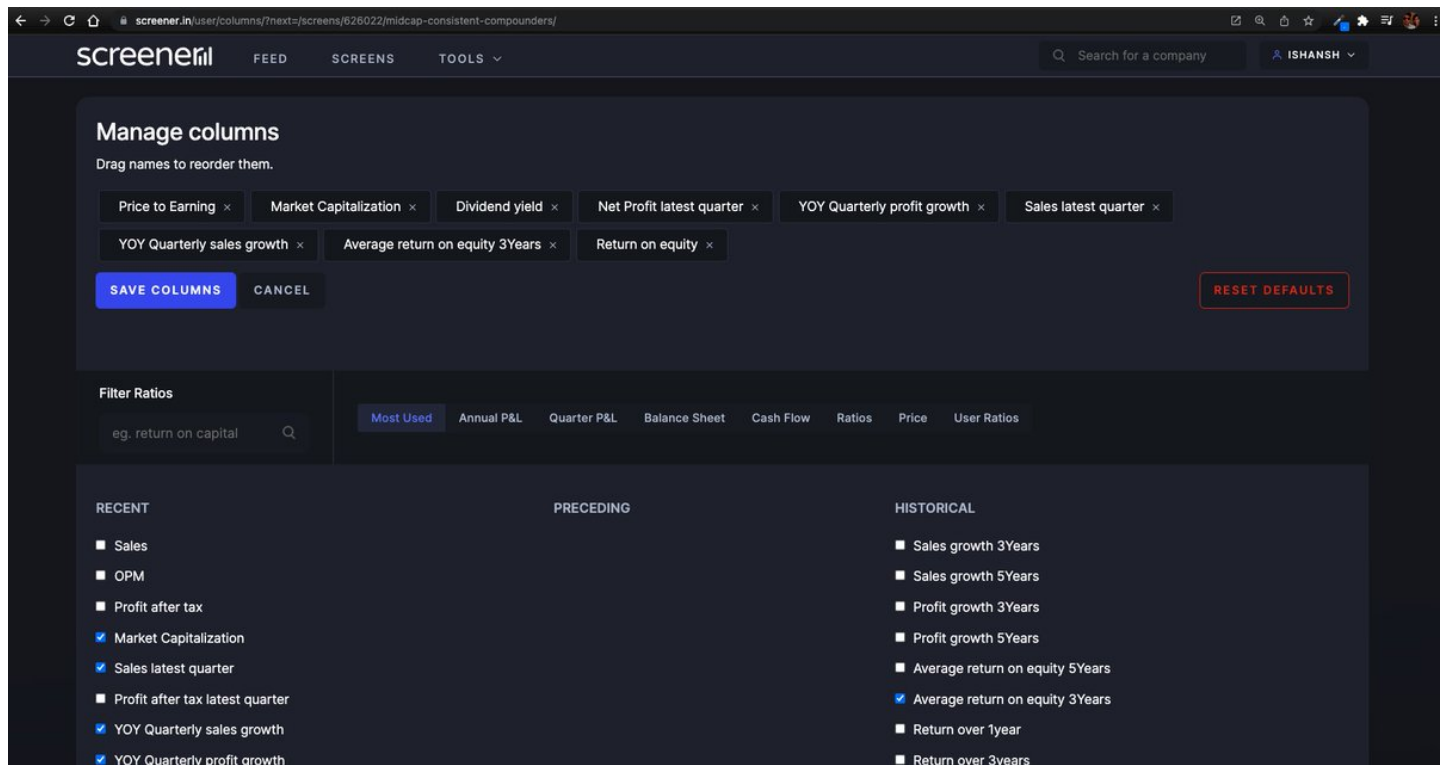 screener.in/user/columns/?next=/screens/626022/midcap-consistent-compounders/
screener FEED SCREENS TOOLS Search for a company ISHANSH
Manage columns
Drag names to reorder them.
Price to Earning × Market Capitalization × Dividend yield × Net Profit latest quarter × YOY Quarterly profit growth × Sales latest quarter ×
YOY Quarterly sales growth × Average return on equity 3Years × Return on equity ×
SAVE COLUMNS CANCEL RESET DEFAULTS
Filter Ratios
eg. return on capital
Most Used Annual P&L Quarter P&L Balance Sheet Cash Flow Ratios Price User Ratios
RECENT PRECEDING HISTORICAL
Sales Sales growth 3Years
OPM Sales growth 5Years
Profit after tax Profit growth 3Years
Market Capitalization Profit growth 5Years
Sales latest quarter Average return on equity 5Years
Profit after tax latest quarter Average return on equity 3Years
YOY Quarterly sales growth Return over 1year
YOY Quarterly profit growth Return over 3years